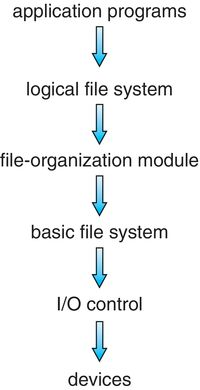 application programs
logical file system
file-organization module
basic file system
I/O control
devices